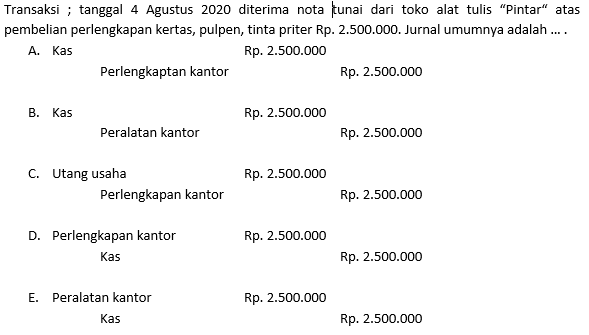 Transaksi ; tanggal 4 Agustus 2020 diterima nota tunai dari toko alat tulis "Pintar“ atas
pembelian perlengkapan kertas, pulpen, tinta priter Rp. 2.500.000. Jurnal umumnya adalah ... .
A. Kas Rp. 2.500.000
Perlengkaptan kantor Rp. 2.500.000
B. Kas Rp. 2.500.000
Peralatan kantor Rp. 2.500.000
C. Utang usaha Rp. 2.500.000
Perlengkapan kantor Rp. 2.500.000
D. Perlengkapan kantor Rp. 2.500.000
Kas Rp. 2.500.000
E. Peralatan kantor Rp. 2.500.000
Kas Rp. 2.500.000